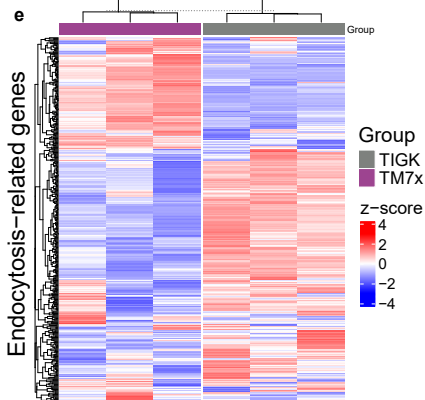 e
Group
Endocytosis−related genes
Group
TIGK
TM7x
z−score
4
2
0
−2
−4